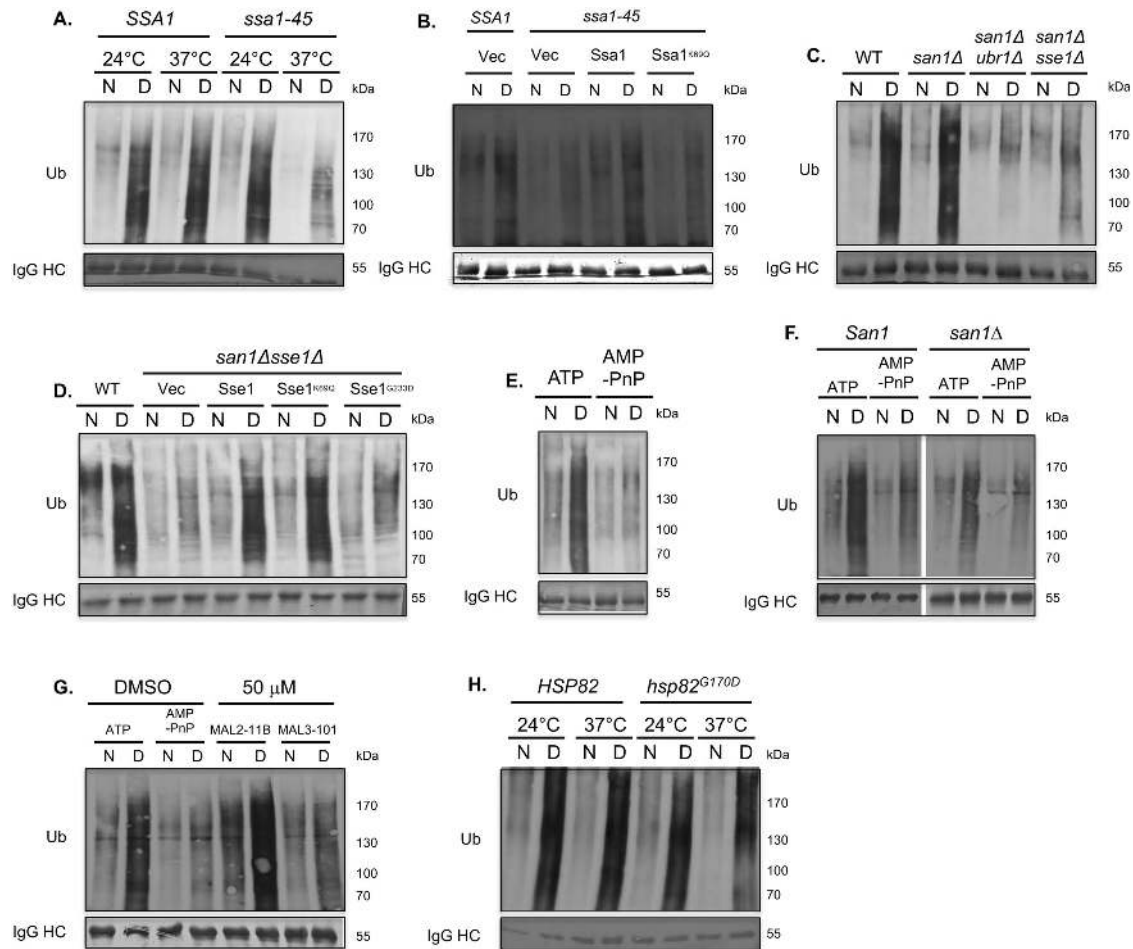 A.
SSA1 ssa1-45
24°C 37°C 24°C 37°C
N D N D N D N D
kDa
170
130
100
70
Ub
IgG HC
55
B.
SSA1 ssa1-45
Vec Vec Ssa1 Ssa1K69Q
N D N D N D N D
kDa
170
130
100
70
Ub
IgG HC
55
C.
WT san1Δ san1Δ ubr1Δ san1Δ sse1Δ
N D N D N D N D
kDa
170
130
100
70
Ub
IgG HC
55
D.
san1Δsse1Δ
WT Vec Sse1 Sse1K69Q Sse1G233D
N D N D N D N D N D
kDa
170
130
100
70
Ub
IgG HC
55
E.
ATP AMP-PnP
N D N D
kDa
170
130
100
70
Ub
IgG HC
55
F.
San1 san1Δ
ATP AMP-PnP ATP AMP-PnP
N D N D N D N D
kDa
170
130
100
70
Ub
IgG HC
55
G.
DMSO 50 μM
ATP AMP-PnP MAL2-11B MAL3-101
N D N D N D N D
kDa
170
130
100
70
Ub
IgG HC
55
H.
HSP82 hsp82G170D
24°C 37°C 24°C 37°C
N D N D N D N D
kDa
170
130
100
70
Ub
IgG HC
55